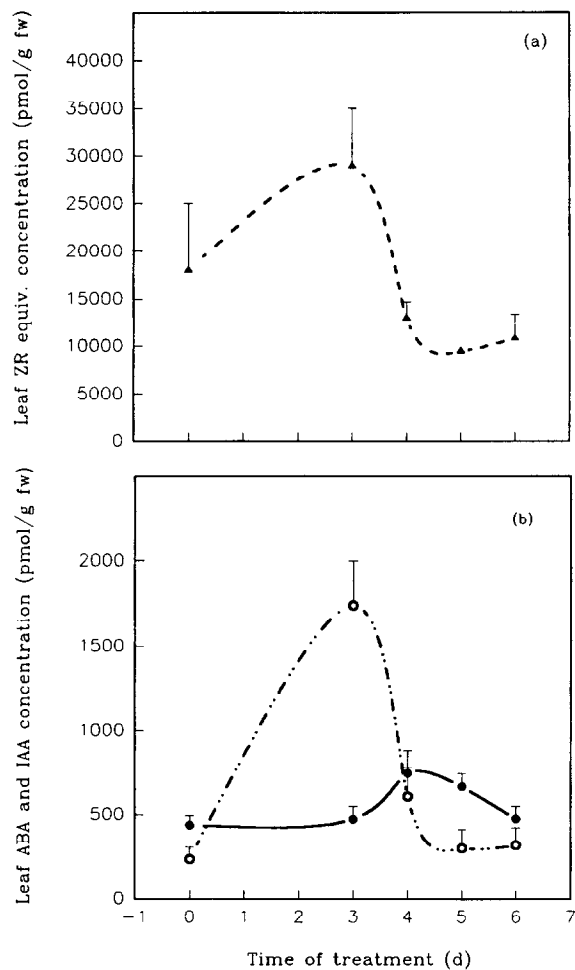 (a)
Leaf ZR equiv. concentration (pmol/g fw)
40000
35000
30000
25000
20000
15000
10000
5000
0
(b)
Leaf ABA and IAA concentration (pmol/g fw)
2000
1500
1000
500
0
−1 0 1 2 3 4 5 6 7
Time of treatment (d)